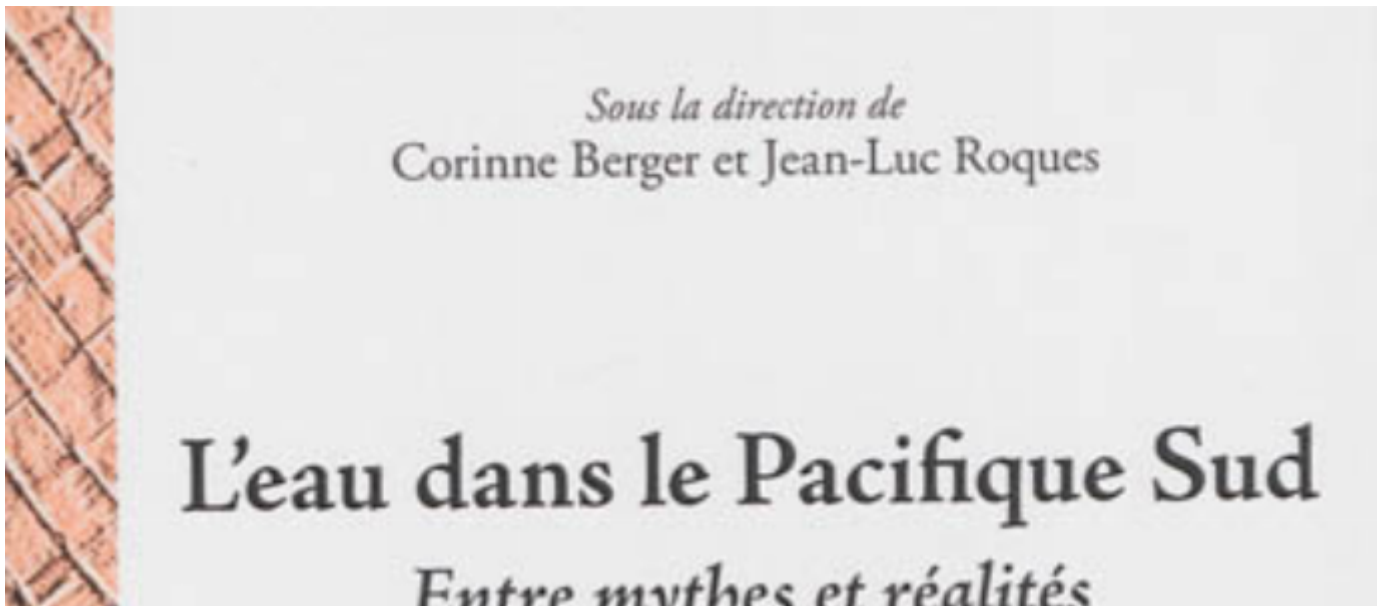 Sous la direction de
Corinne Berger et Jean-Luc Roques
L'eau dans le Pacifique Sud
Entre mythes et réalités